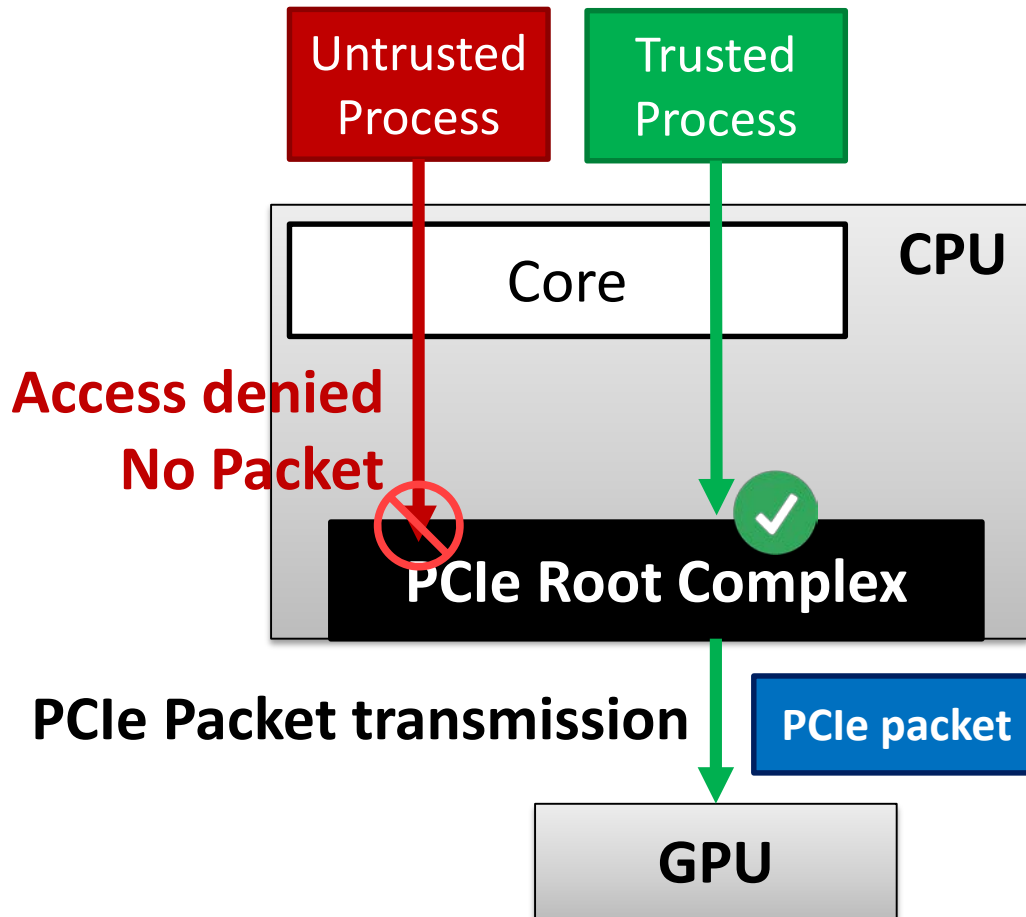 Untrusted
Process
Trusted
Process
CPU
Core
Access denied
No Packet
PCIe Root Complex
PCIe Packet transmission
PCIe packet
GPU